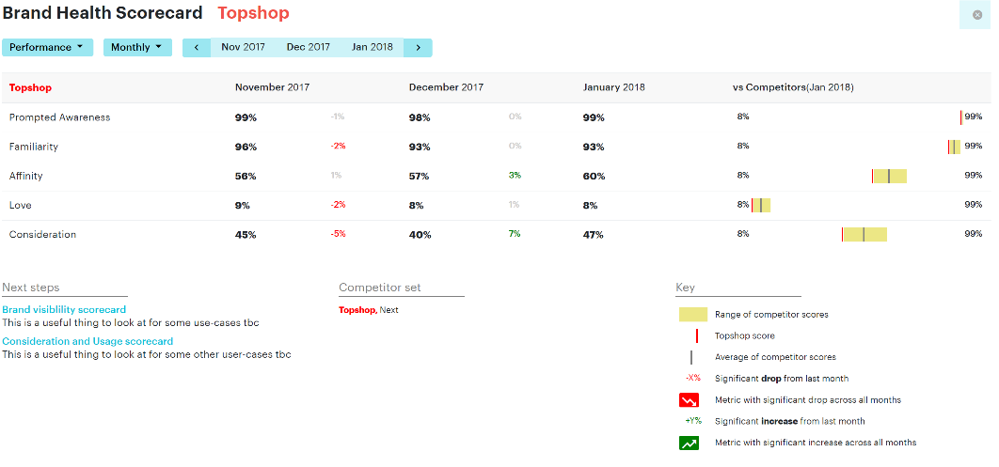 Brand Health Scorecard Topshop
Performance Monthly Nov 2017 Dec 2017 Jan 2018
Topshop November 2017 December 2017 January 2018 vs Competitors(Jan 2018)
Prompted Awareness 99% -1% 98% 0% 99% 8% 99%
Familiarity 96% -2% 93% 0% 93% 8% 99%
Affinity 56% 1% 57% 3% 60% 8% 99%
Love 9% -2% 8% 1% 8% 8% 99%
Consideration 45% -5% 40% 7% 47% 8% 99%
Next steps
Brand visiblility scorecard
This is a useful thing to look at for some use-cases tbc
Consideration and Usage scorecard
This is a useful thing to look at for some other user-cases tbc
Competitor set
Topshop, Next
Key
Range of competitor scores
Topshop score
Average of competitor scores
-X% Significant drop from last month
Metric with significant drop across all months
+Y% Significant increase from last month
Metric with significant increase across all months